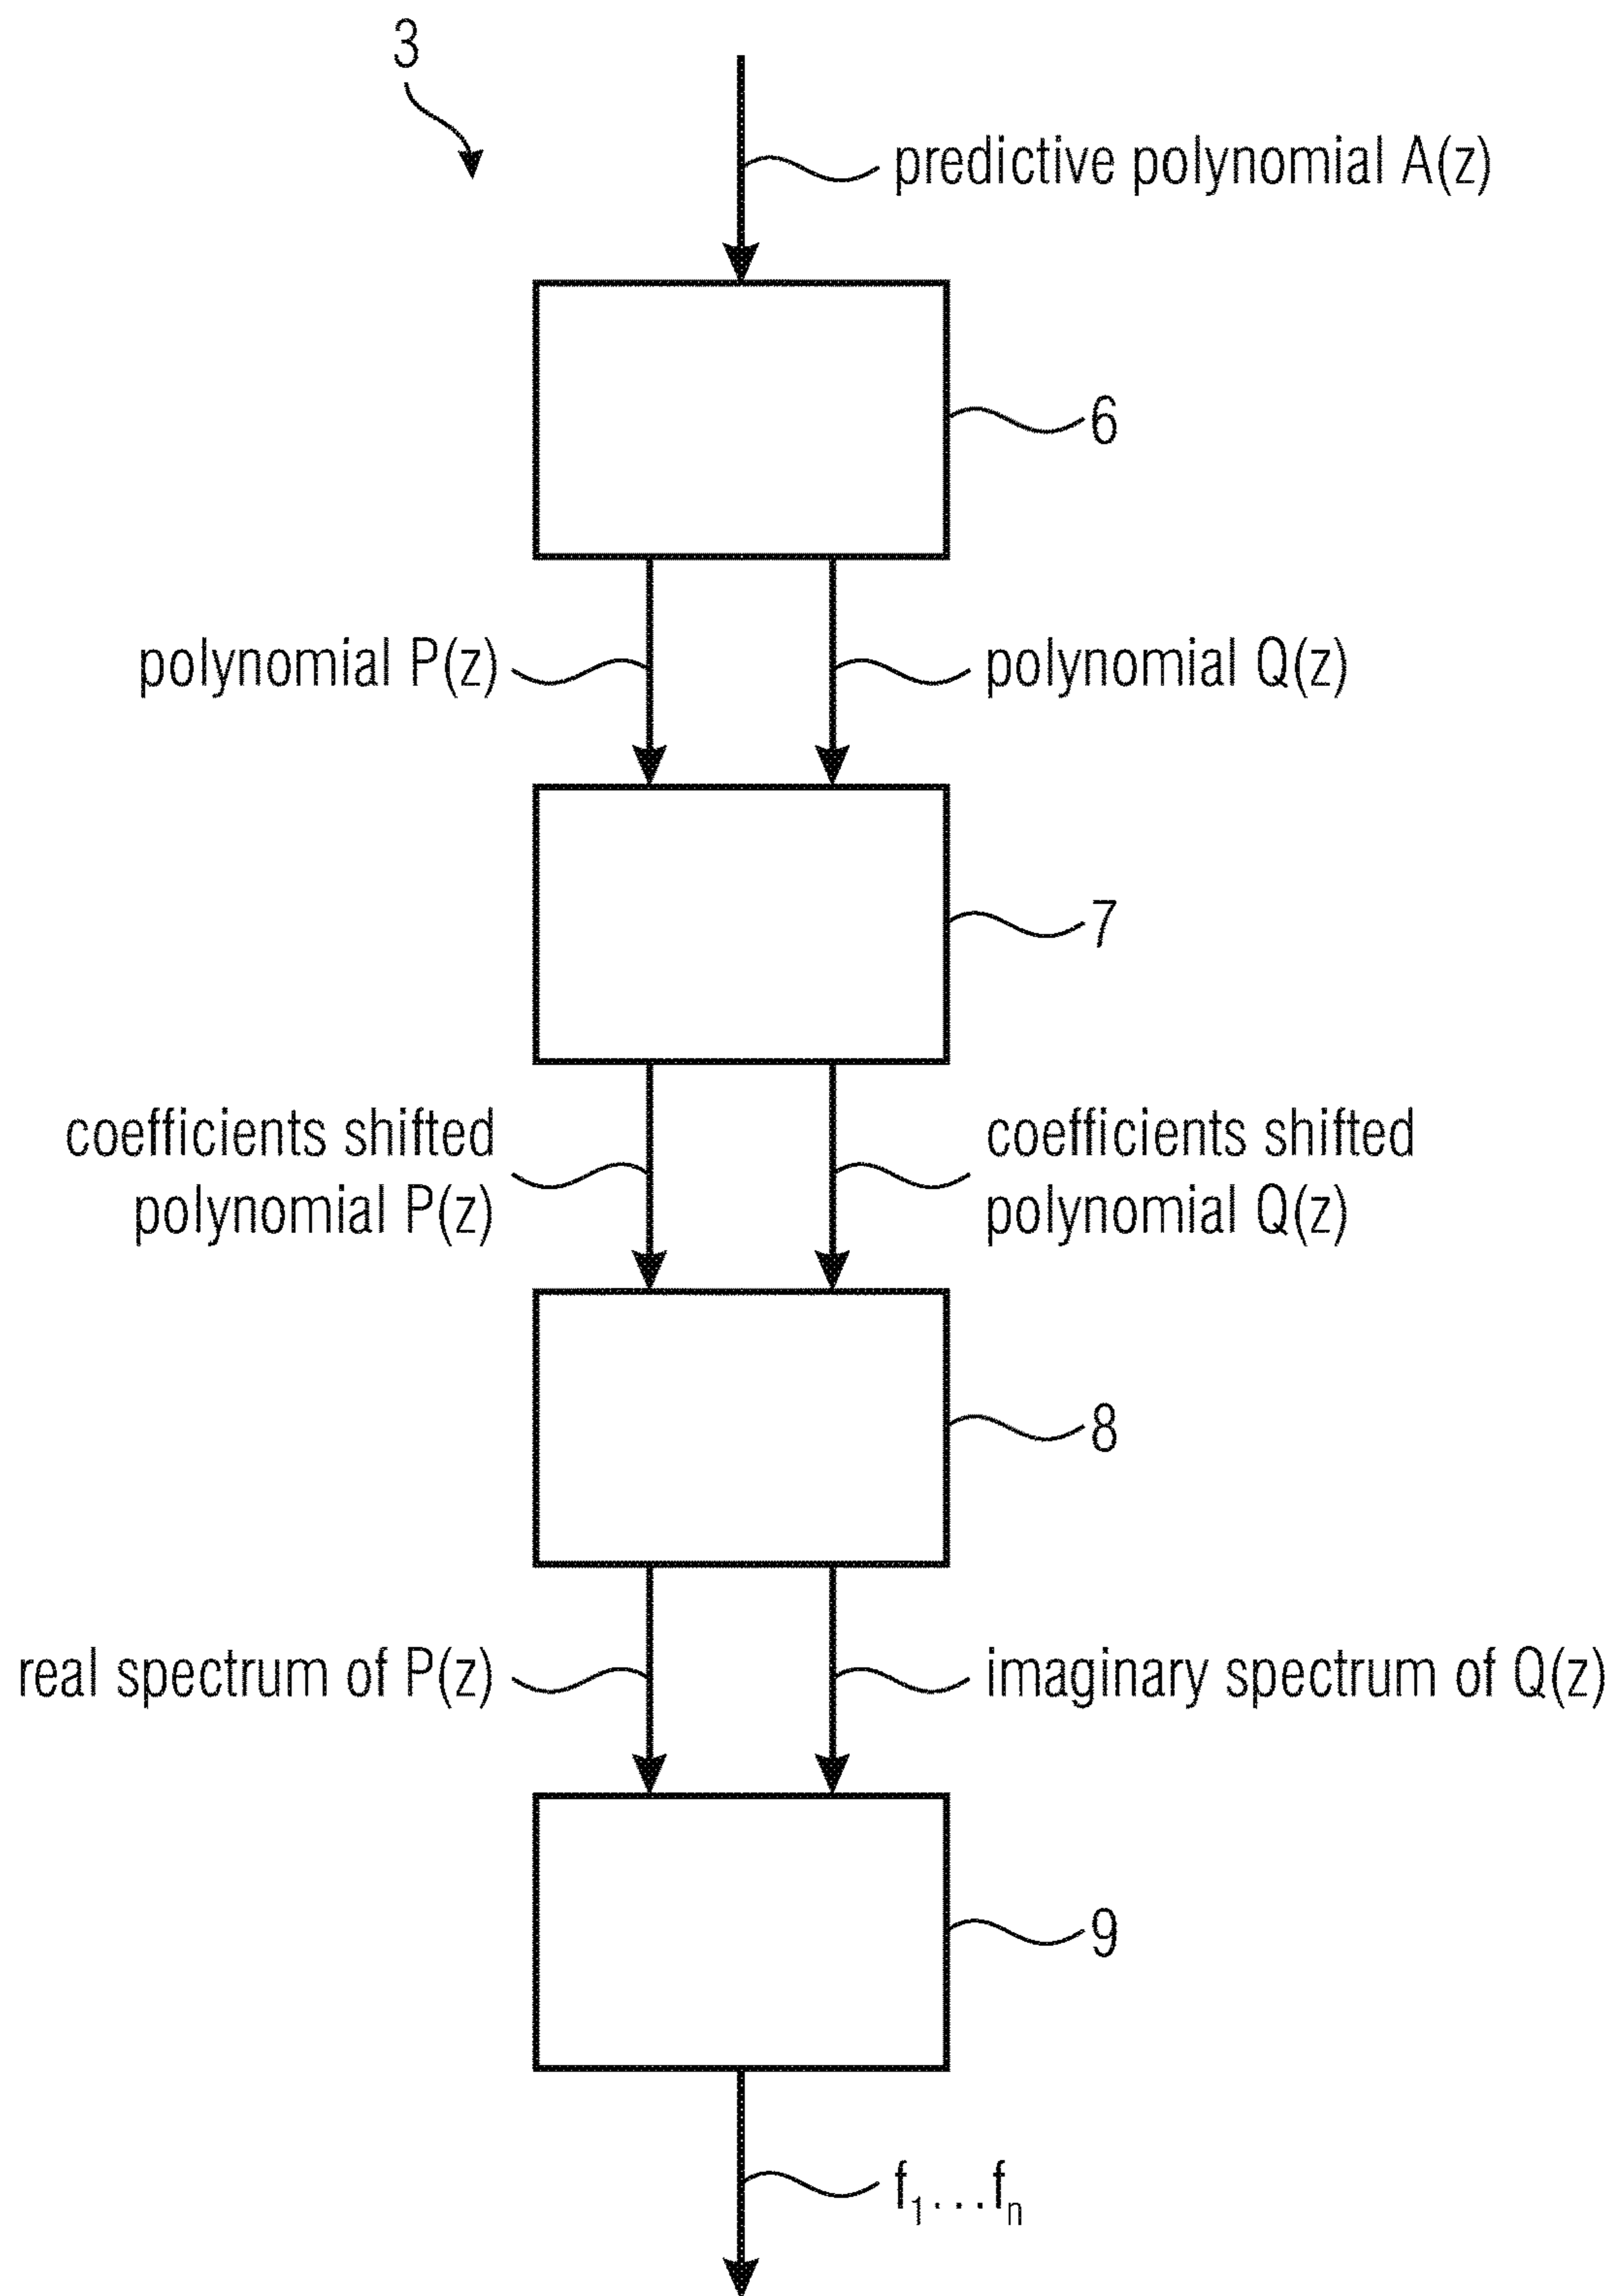 3
predictive polynomial A(z)
6
polynomial P(z)
polynomial Q(z)
7
coefficients shifted
polynomial P(z)
coefficients shifted
polynomial Q(z)
8
real spectrum of P(z)
imaginary spectrum of Q(z)
9
f₁...fₙ